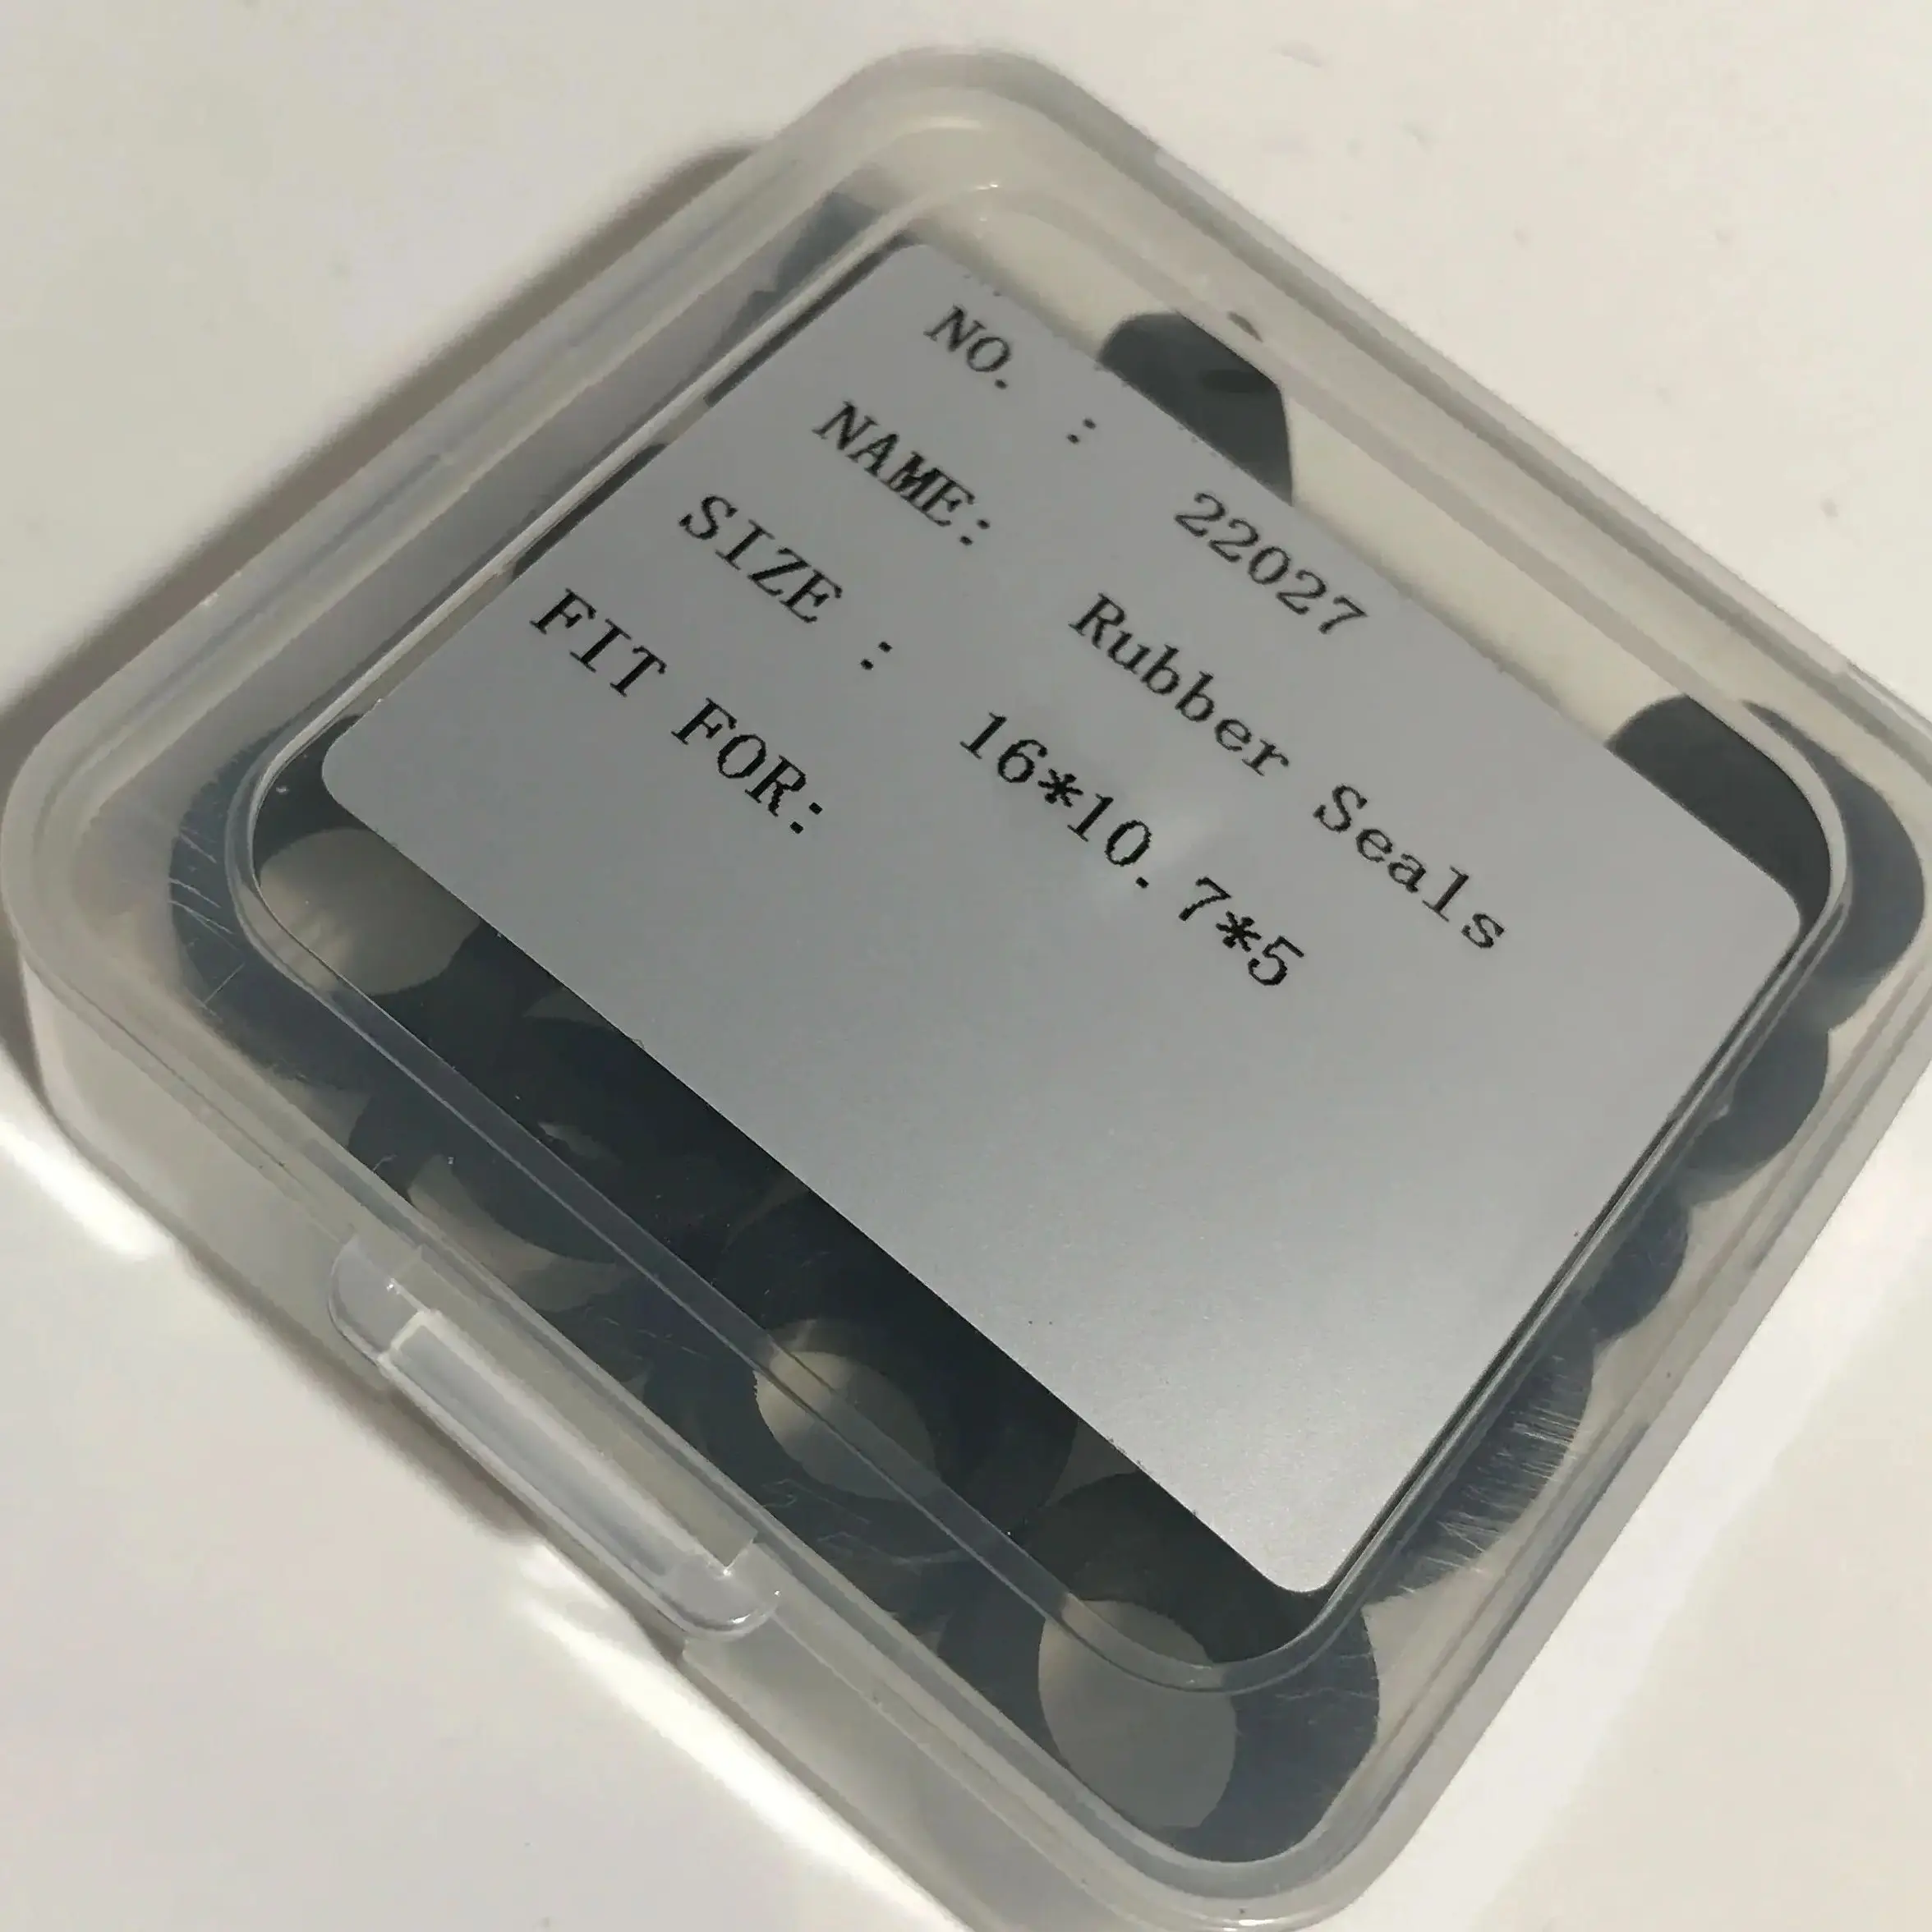 NO. : 22027
NAME: Rubber Seals
SIZE : 16*10.7*5
FIT FOR: